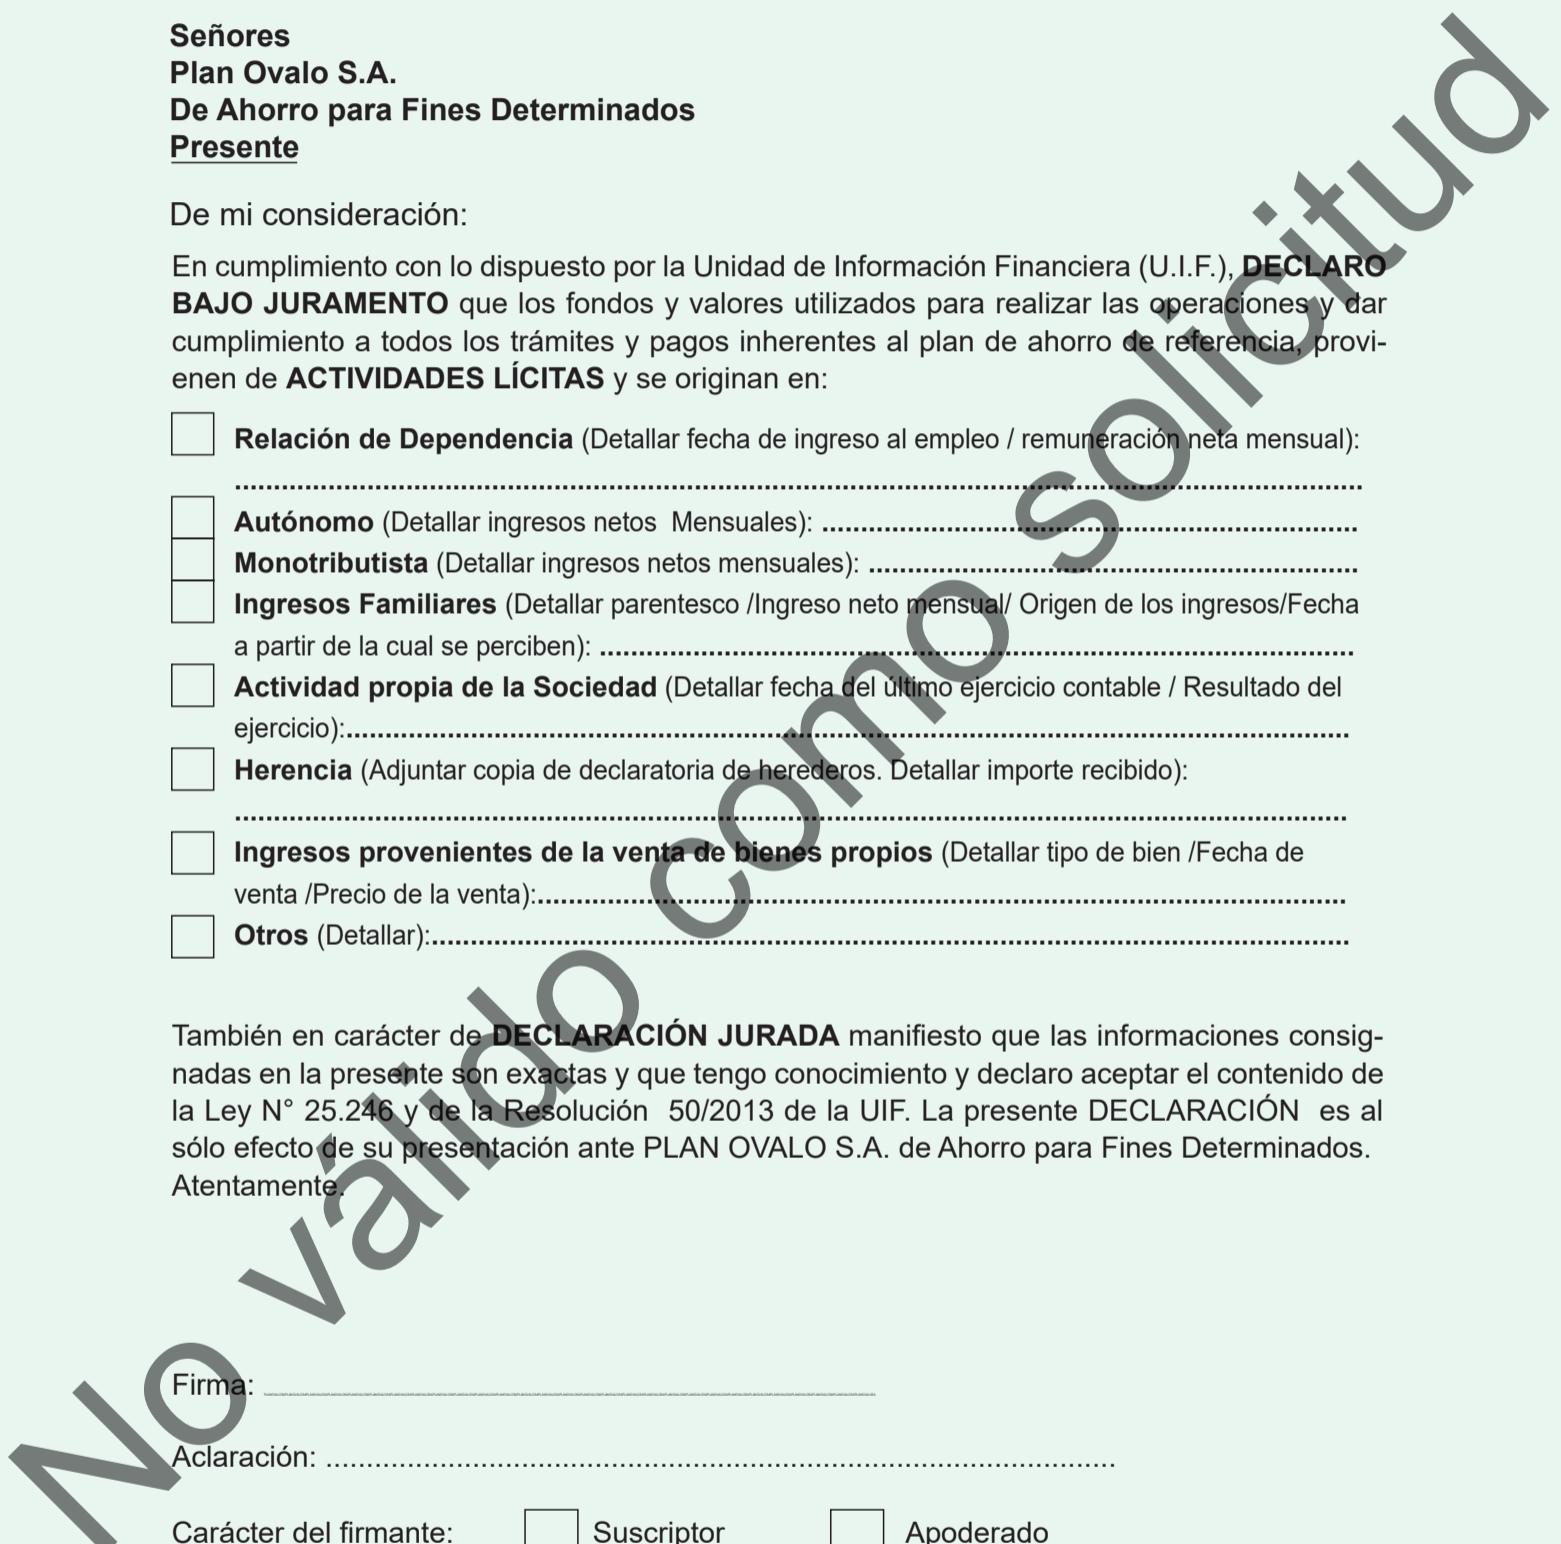 Señores
Plan Ovalo S.A.
De Ahorro para Fines Determinados
Presente
De mi consideración:
En cumplimiento con lo dispuesto por la Unidad de Información Financiera (U.I.F.), DECLARO
BAJO JURAMENTO que los fondos y valores utilizados para realizar las operaciones y dar
cumplimiento a todos los trámites y pagos inherentes al plan de ahorro de referencia, provi-
enen de ACTIVIDADES LÍCITAS y se originan en:
Relación de Dependencia (Detallar fecha de ingreso al empleo / remuneración neta mensual):
Autónomo (Detallar ingresos netos  Mensuales):
Monotributista (Detallar ingresos netos mensuales):
Ingresos Familiares (Detallar parentesco /Ingreso neto mensual/ Origen de los ingresos/Fecha
a partir de la cual se perciben):
Actividad propia de la Sociedad (Detallar fecha del último ejercicio contable / Resultado del
ejercicio):
Herencia (Adjuntar copia de declaratoria de herederos. Detallar importe recibido):
Ingresos provenientes de la venta de bienes propios (Detallar tipo de bien /Fecha de
venta /Precio de la venta):
Otros (Detallar):
También en carácter de DECLARACIÓN JURADA manifiesto que las informaciones consig-
nadas en la presente son exactas y que tengo conocimiento y declaro aceptar el contenido de
la Ley N° 25.246 y de la Resolución  50/2013 de la UIF. La presente DECLARACIÓN  es al
sólo efecto de su presentación ante PLAN OVALO S.A. de Ahorro para Fines Determinados.
Atentamente.
Firma:
Aclaración:
Carácter del firmante: Suscriptor Apoderado
No válido como solicitud